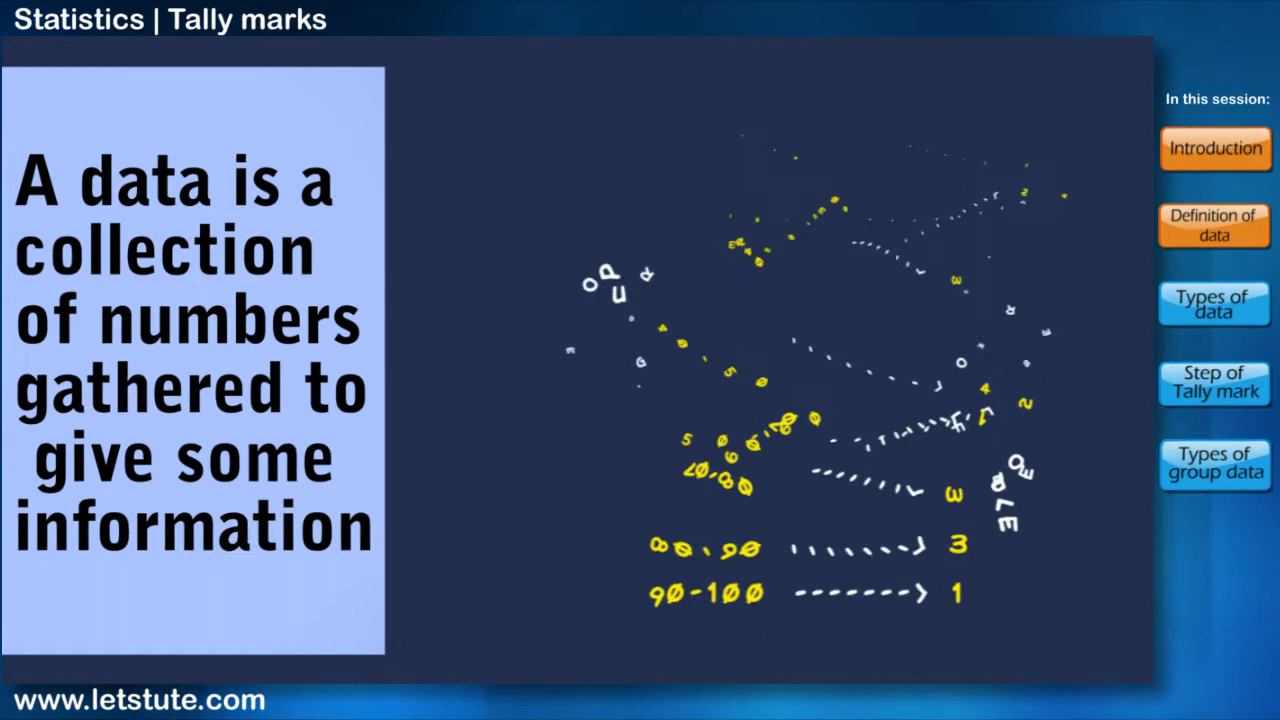 Statistics | Tally marks
A data is a
collection
of numbers
gathered to
give some
information
80-90 -------> 3
90-100 -------> 1
In this session:
Introduction
Definition of
data
Types of
data
Step of
Tally mark
Types of
group data
www.letstute.com